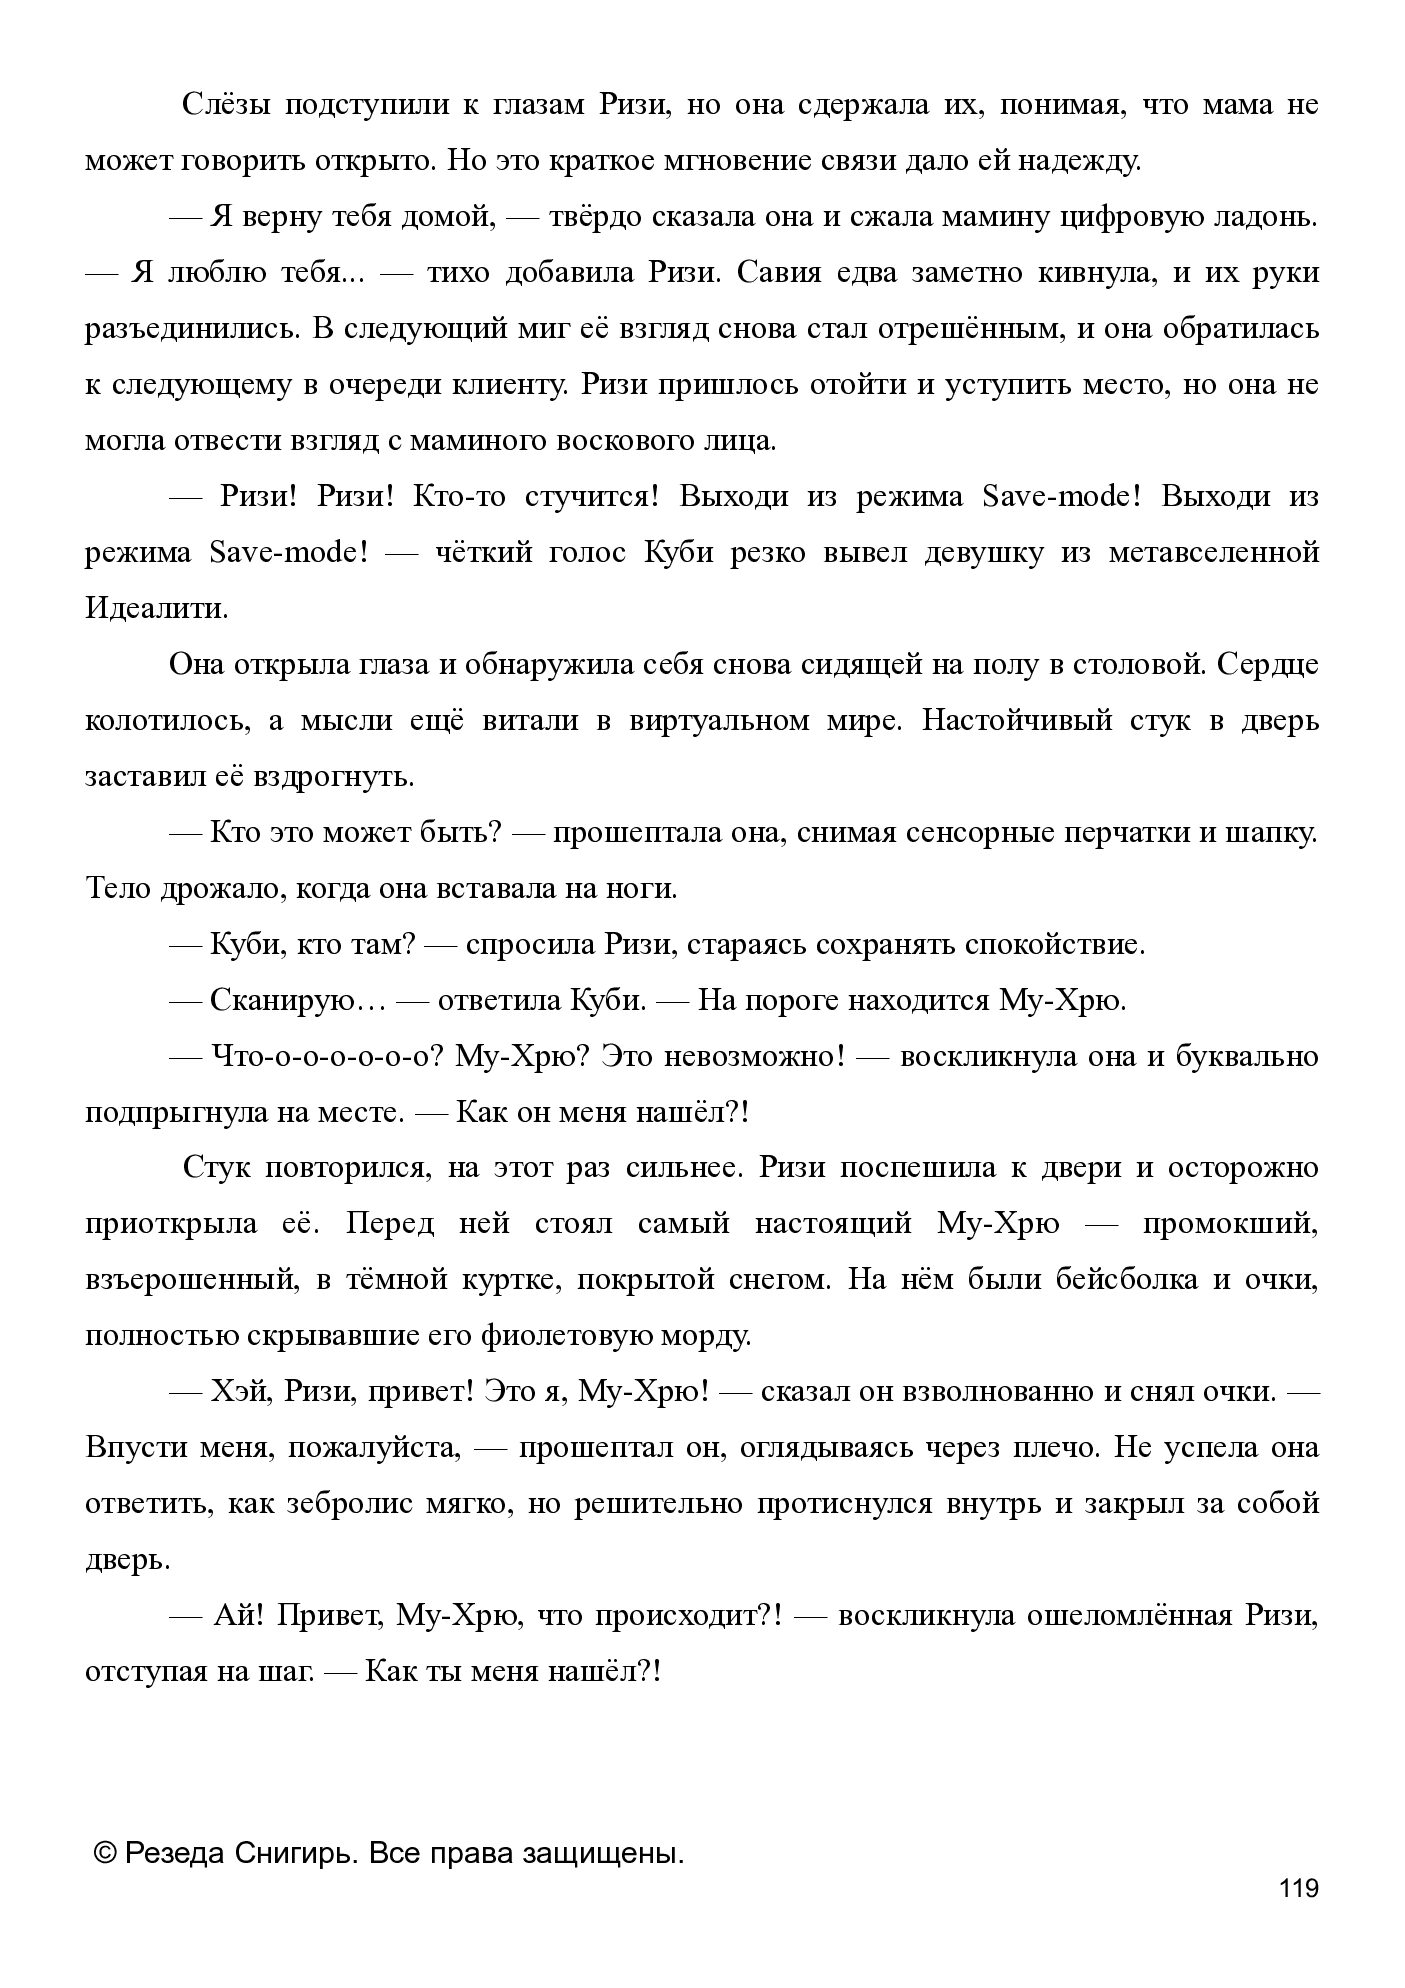 Слёзы подступили к глазам Ризи, но она сдержала их, понимая, что мама не
может говорить открыто. Но это краткое мгновение связи дало ей надежду.
— Я верну тебя домой, — твёрдо сказала она и сжала мамину цифровую ладонь.
— Я люблю тебя... — тихо добавила Ризи. Савия едва заметно кивнула, и их руки
разъединились. В следующий миг её взгляд снова стал отрешённым, и она обратилась
к следующему в очереди клиенту. Ризи пришлось отойти и уступить место, но она не
могла отвести взгляд с маминого воскового лица.
— Ризи! Ризи! Кто-то стучится! Выходи из режима Save-mode! Выходи из
режима Save-mode! — чёткий голос Куби резко вывел девушку из метавселенной
Идеалити.
Она открыла глаза и обнаружила себя снова сидящей на полу в столовой. Сердце
колотилось, а мысли ещё витали в виртуальном мире. Настойчивый стук в дверь
заставил её вздрогнуть.
— Кто это может быть? — прошептала она, снимая сенсорные перчатки и шапку.
Тело дрожало, когда она вставала на ноги.
— Куби, кто там? — спросила Ризи, стараясь сохранять спокойствие.
— Сканирую… — ответила Куби. — На пороге находится Му-Хрю.
— Что-о-о-о-о-о-о? Му-Хрю? Это невозможно! — воскликнула она и буквально
подпрыгнула на месте. — Как он меня нашёл?!
Стук повторился, на этот раз сильнее. Ризи поспешила к двери и осторожно
приоткрыла её. Перед ней стоял самый настоящий Му-Хрю — промокший,
взъерошенный, в тёмной куртке, покрытой снегом. На нём были бейсболка и очки,
полностью скрывавшие его фиолетовую морду.
— Хэй, Ризи, привет! Это я, Му-Хрю! — сказал он взволнованно и снял очки. —
Впусти меня, пожалуйста, — прошептал он, оглядываясь через плечо. Не успела она
ответить, как зебролис мягко, но решительно протиснулся внутрь и закрыл за собой
дверь.
— Ай! Привет, Му-Хрю, что происходит?! — воскликнула ошеломлённая Ризи,
отступая на шаг. — Как ты меня нашёл?!
© Резеда Снигирь. Все права защищены.
119